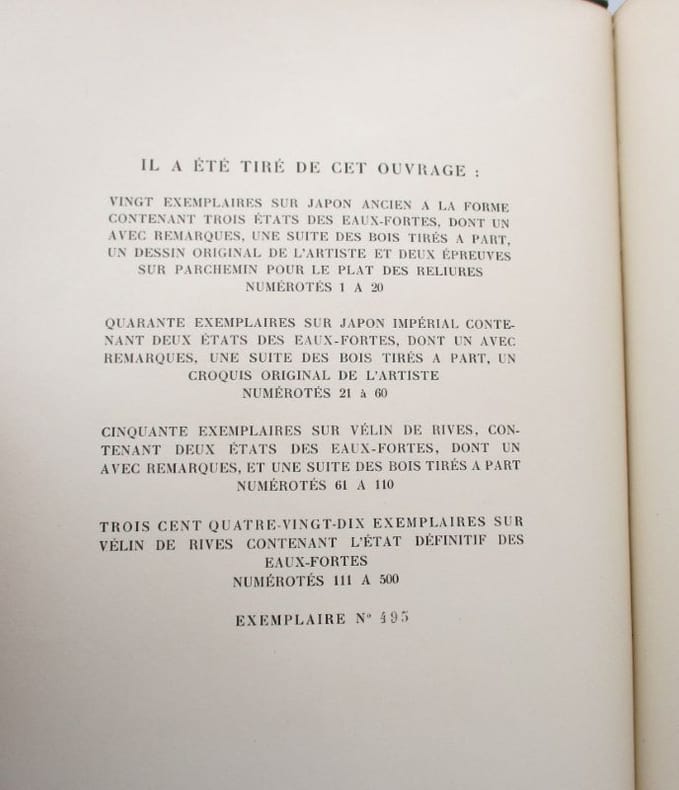 IL A ÉTÉ TIRÉ DE CET OUVRAGE :
VINGT EXEMPLAIRES SUR JAPON ANCIEN A LA FORME
CONTENANT TROIS ÉTATS DES EAUX-FORTES, DONT UN
AVEC REMARQUES, UNE SUITE DES BOIS TIRÉS A PART,
UN DESSIN ORIGINAL DE L'ARTISTE ET DEUX ÉPREUVES
SUR PARCHEMIN POUR LE PLAT DES RELIURES
NUMÉROTÉS 1 A 20
QUARANTE EXEMPLAIRES SUR JAPON IMPÉRIAL CONTE-
NANT DEUX ÉTATS DES EAUX-FORTES, DONT UN AVEC
REMARQUES, UNE SUITE DES BOIS TIRÉS A PART, UN
CROQUIS ORIGINAL DE L'ARTISTE
NUMÉROTÉS 21 à 60
CINQUANTE EXEMPLAIRES SUR VÉLIN DE RIVES, CON-
TENANT DEUX ÉTATS DES EAUX-FORTES, DONT UN
AVEC REMARQUES, ET UNE SUITE DES BOIS TIRÉS A PART
NUMÉROTÉS 61 A 110
TROIS CENT QUATRE-VINGT-DIX EXEMPLAIRES SUR
VÉLIN DE RIVES CONTENANT L'ÉTAT DÉFINITIF DES
EAUX-FORTES
NUMÉROTÉS 111 A 500
EXEMPLAIRE N° 495